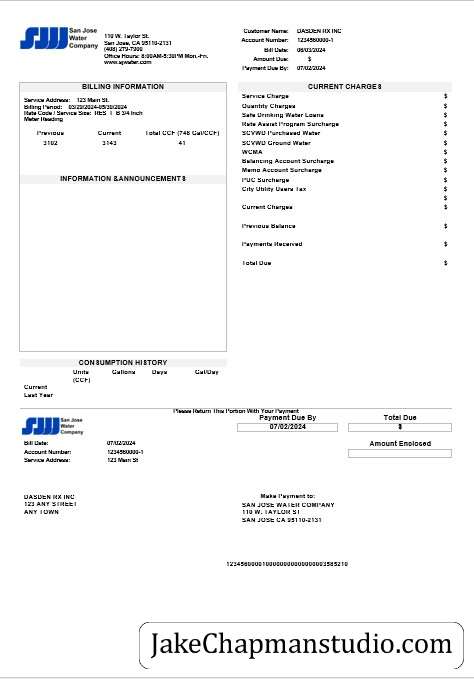 San Jose
Water
Company
110 W. Taylor St.
San Jose, CA 95110-2131
(408) 279-7900
Office Hours: 8:00AM-5:30PM Mon.-Fri.
www.sjwater.com
Customer Name: DASDEN RX INC
Account Number: 1234560000-1
Bill Date: 06/03/2024
Amount Due: $
Payment Due By: 07/02/2024
BILLING INFORMATION
Service Address: 123 Main St.
Billing Period: 03/29/2024-05/30/2024
Rate Code / Service Size: RES 1 B 3/4 Inch
Meter Reading
Previous Current Total CCF (748 Gal/CCF)
3102 3143 41
INFORMATION & ANNOUNCEMENTS
CURRENT CHARGES
Service Charge $
Quantity Charges $
Safe Drinking Water Loans $
Rate Assist Program Surcharge $
SCVWD Purchased Water $
SCVWD Ground Water $
WCMA $
Balancing Account Surcharge $
Memo Account Surcharge $
PUC Surcharge $
City Utility Users Tax $
$
Current Charges $
Previous Balance $
Payments Received $
Total Due $
CONSUMPTION HISTORY
Units Gallons Days Gal/Day
(CCF)
Current
Last Year
Please Return This Portion With Your Payment
San Jose
Water
Company
Payment Due By Total Due
07/02/2024 $
Amount Enclosed
Bill Date: 07/02/2024
Account Number: 1234560000-1
Service Address: 123 Main St
DASDEN RX INC
123 ANY STREET
ANY TOWN
Make Payment to:
SAN JOSE WATER COMPANY
110 W. TAYLOR ST
SAN JOSE CA 95110-2131
JakeChapmanstudio.com